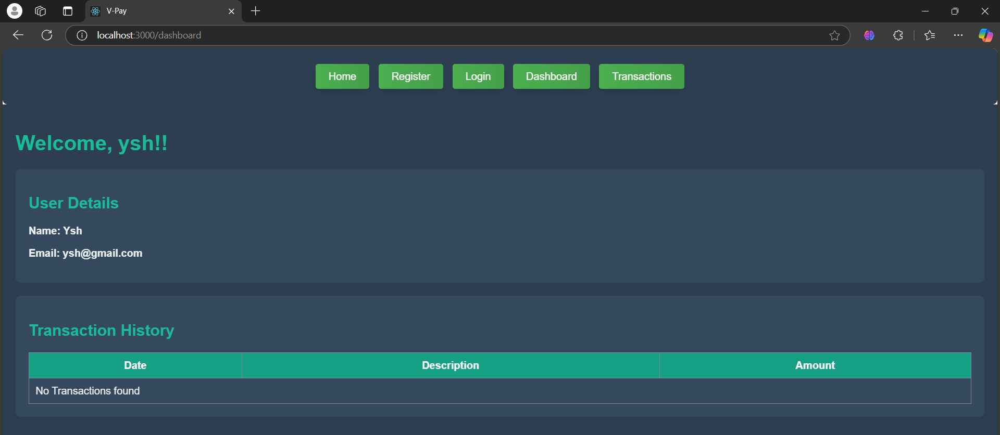 V-Pay
localhost:3000/dashboard
Home Register Login Dashboard Transactions
Welcome, ysh!!
User Details
Name: Ysh
Email: ysh@gmail.com
Transaction History
Date Description Amount
No Transactions found